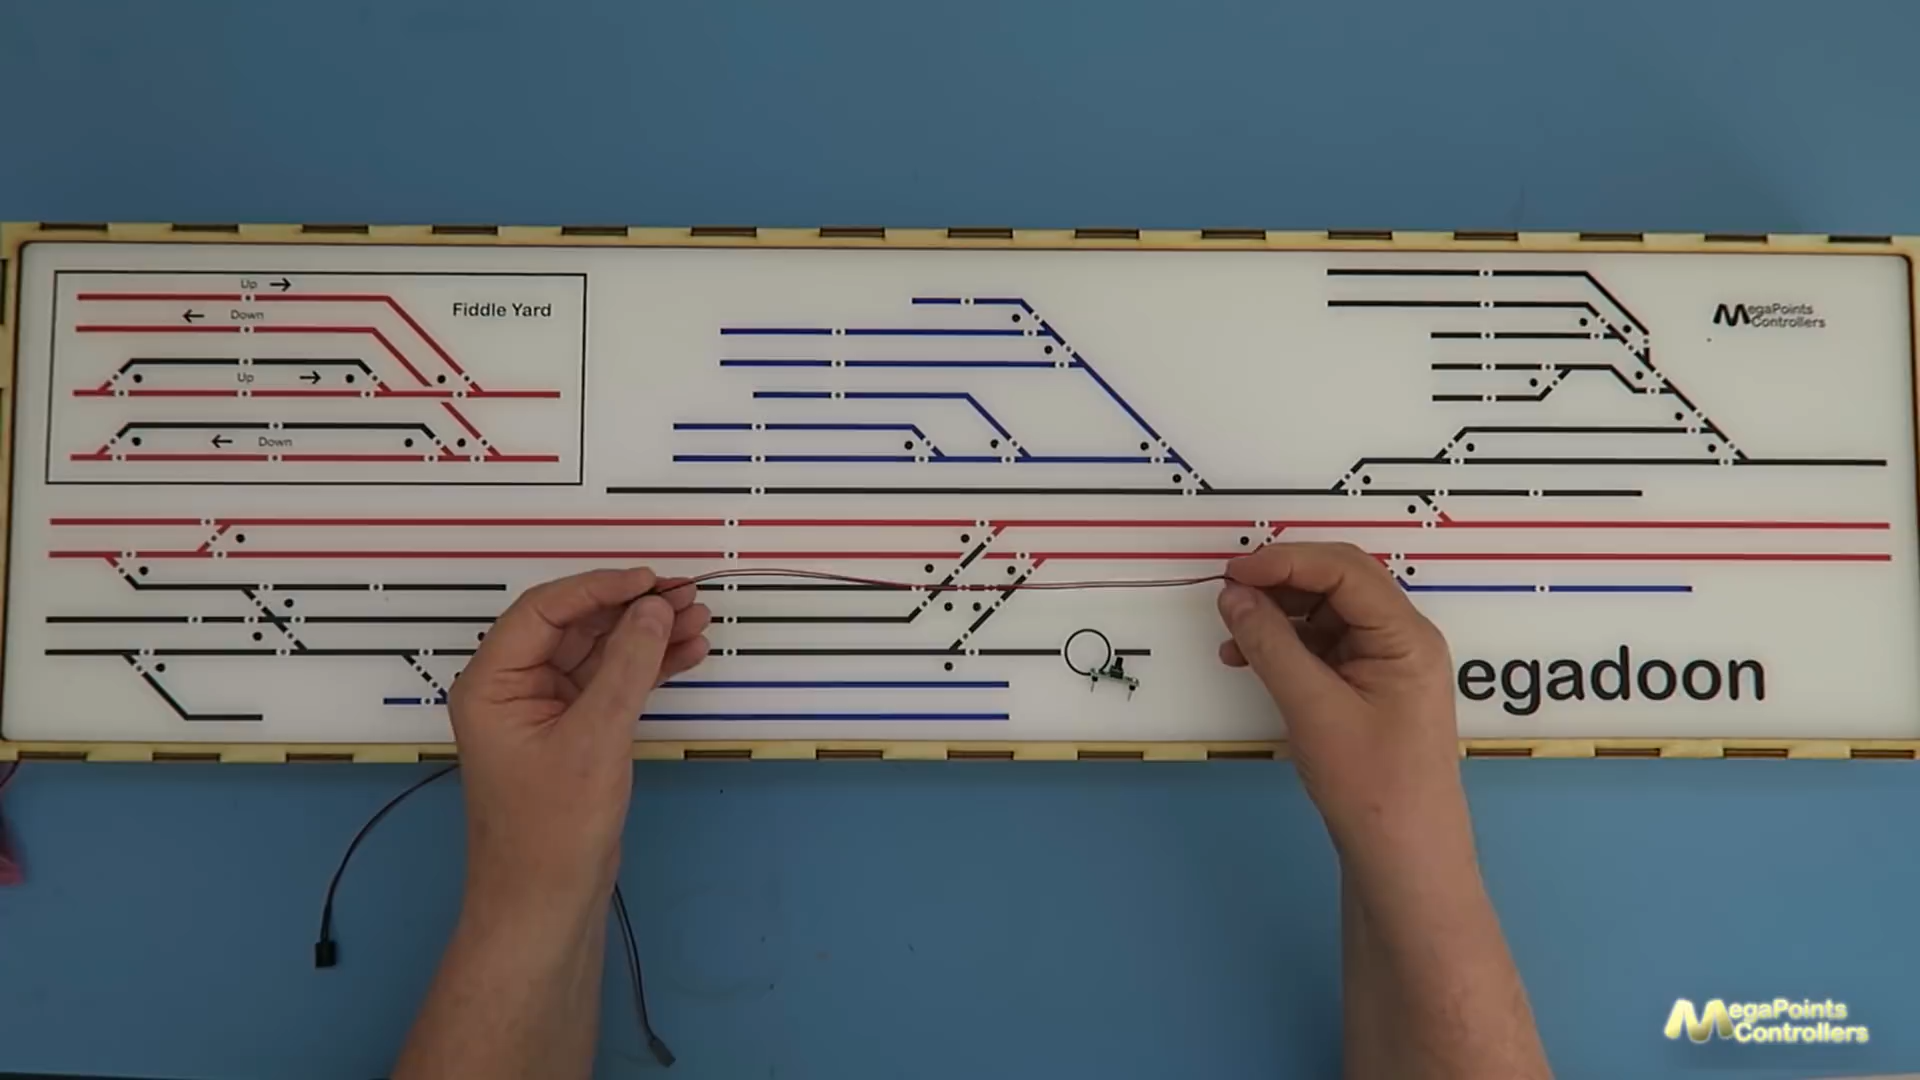 Up →
← Down
Fiddle Yard
Up →
← Down
MegaPoints
Controllers
egadoon
MegaPoints
Controllers